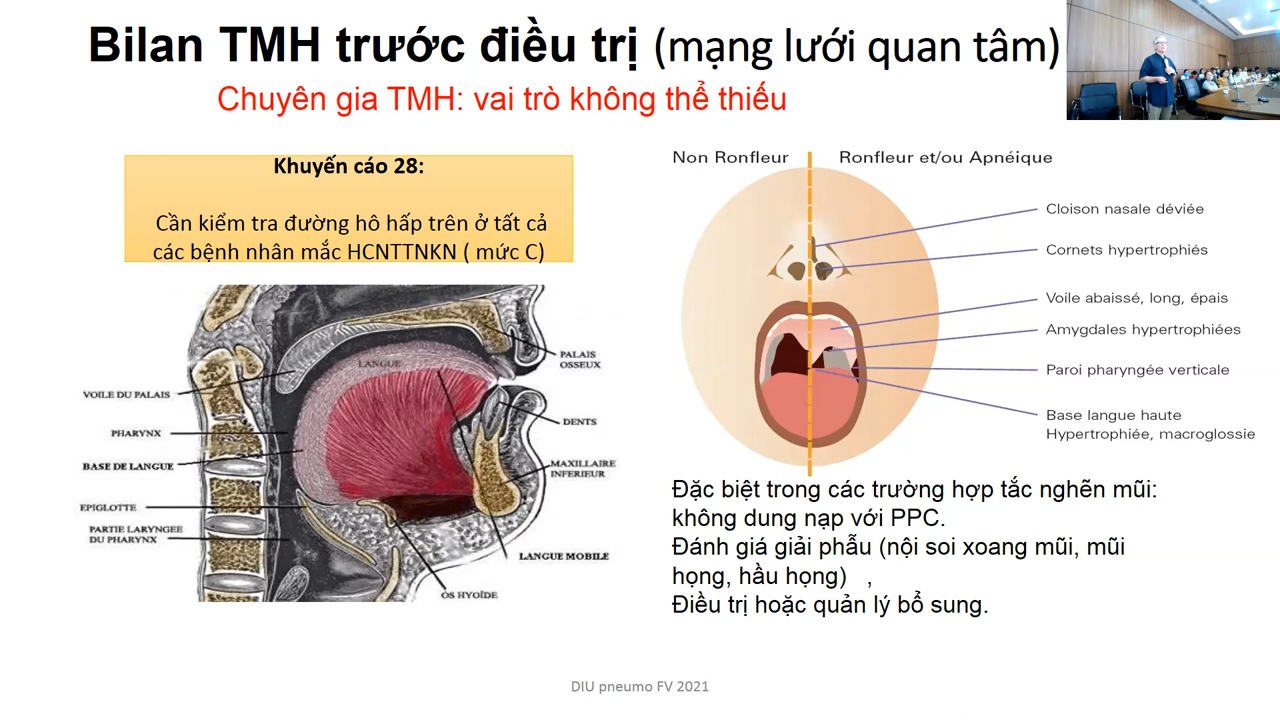 Bilan TMH trước điều trị (mạng lưới quan tâm)
Chuyên gia TMH: vai trò không thể thiếu
Khuyến cáo 28:
Cần kiểm tra đường hô hấp trên ở tất cả
các bệnh nhân mắc HCNTTNKN ( mức C)
LANGUE
PALAIS
OSSEUX
VOILE DU PALAIS
DENTS
PHARYNX
BASE DE LANGUE
MAXILLAIRE
INFERIEUR
EPIGLOTTE
PARTIE LARYNGEE
DU PHARYNX
LANGUE MOBILE
OS HYOÏDE
Non Ronfleur
Ronfleur et/ou Apnéique
Cloison nasale déviée
Cornets hypertrophiés
Voile abaissé, long, épais
Amygdales hypertrophiées
Paroi pharyngée verticale
Base langue haute
Hypertrophiée, macroglossie
Đặc biệt trong các trường hợp tắc nghẽn mũi:
không dung nạp với PPC.
Đánh giá giải phẫu (nội soi xoang mũi, mũi
họng, hầu họng) ,
Điều trị hoặc quản lý bổ sung.
DIU pneumo FV 2021